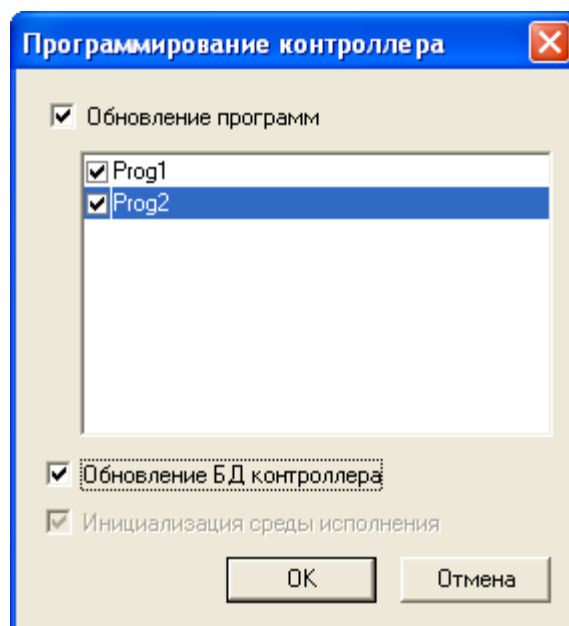 Программирование контроллера
Обновление программ
Prog1
Prog2
Обновление БД контроллера
Инициализация среды исполнения
OK
Отмена